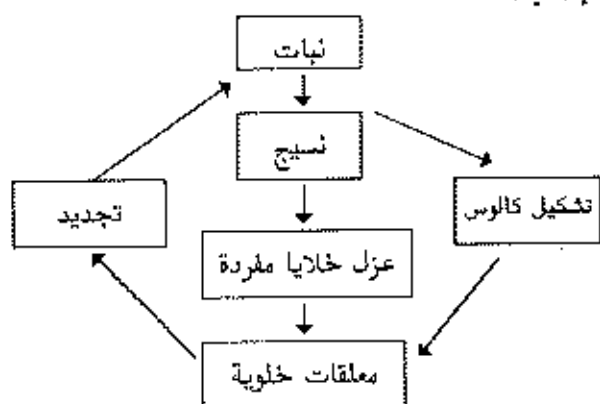 نبات
نسيج
تشكيل كالوس
تجديد
عزل خلايا مفردة
معلقات خلوية